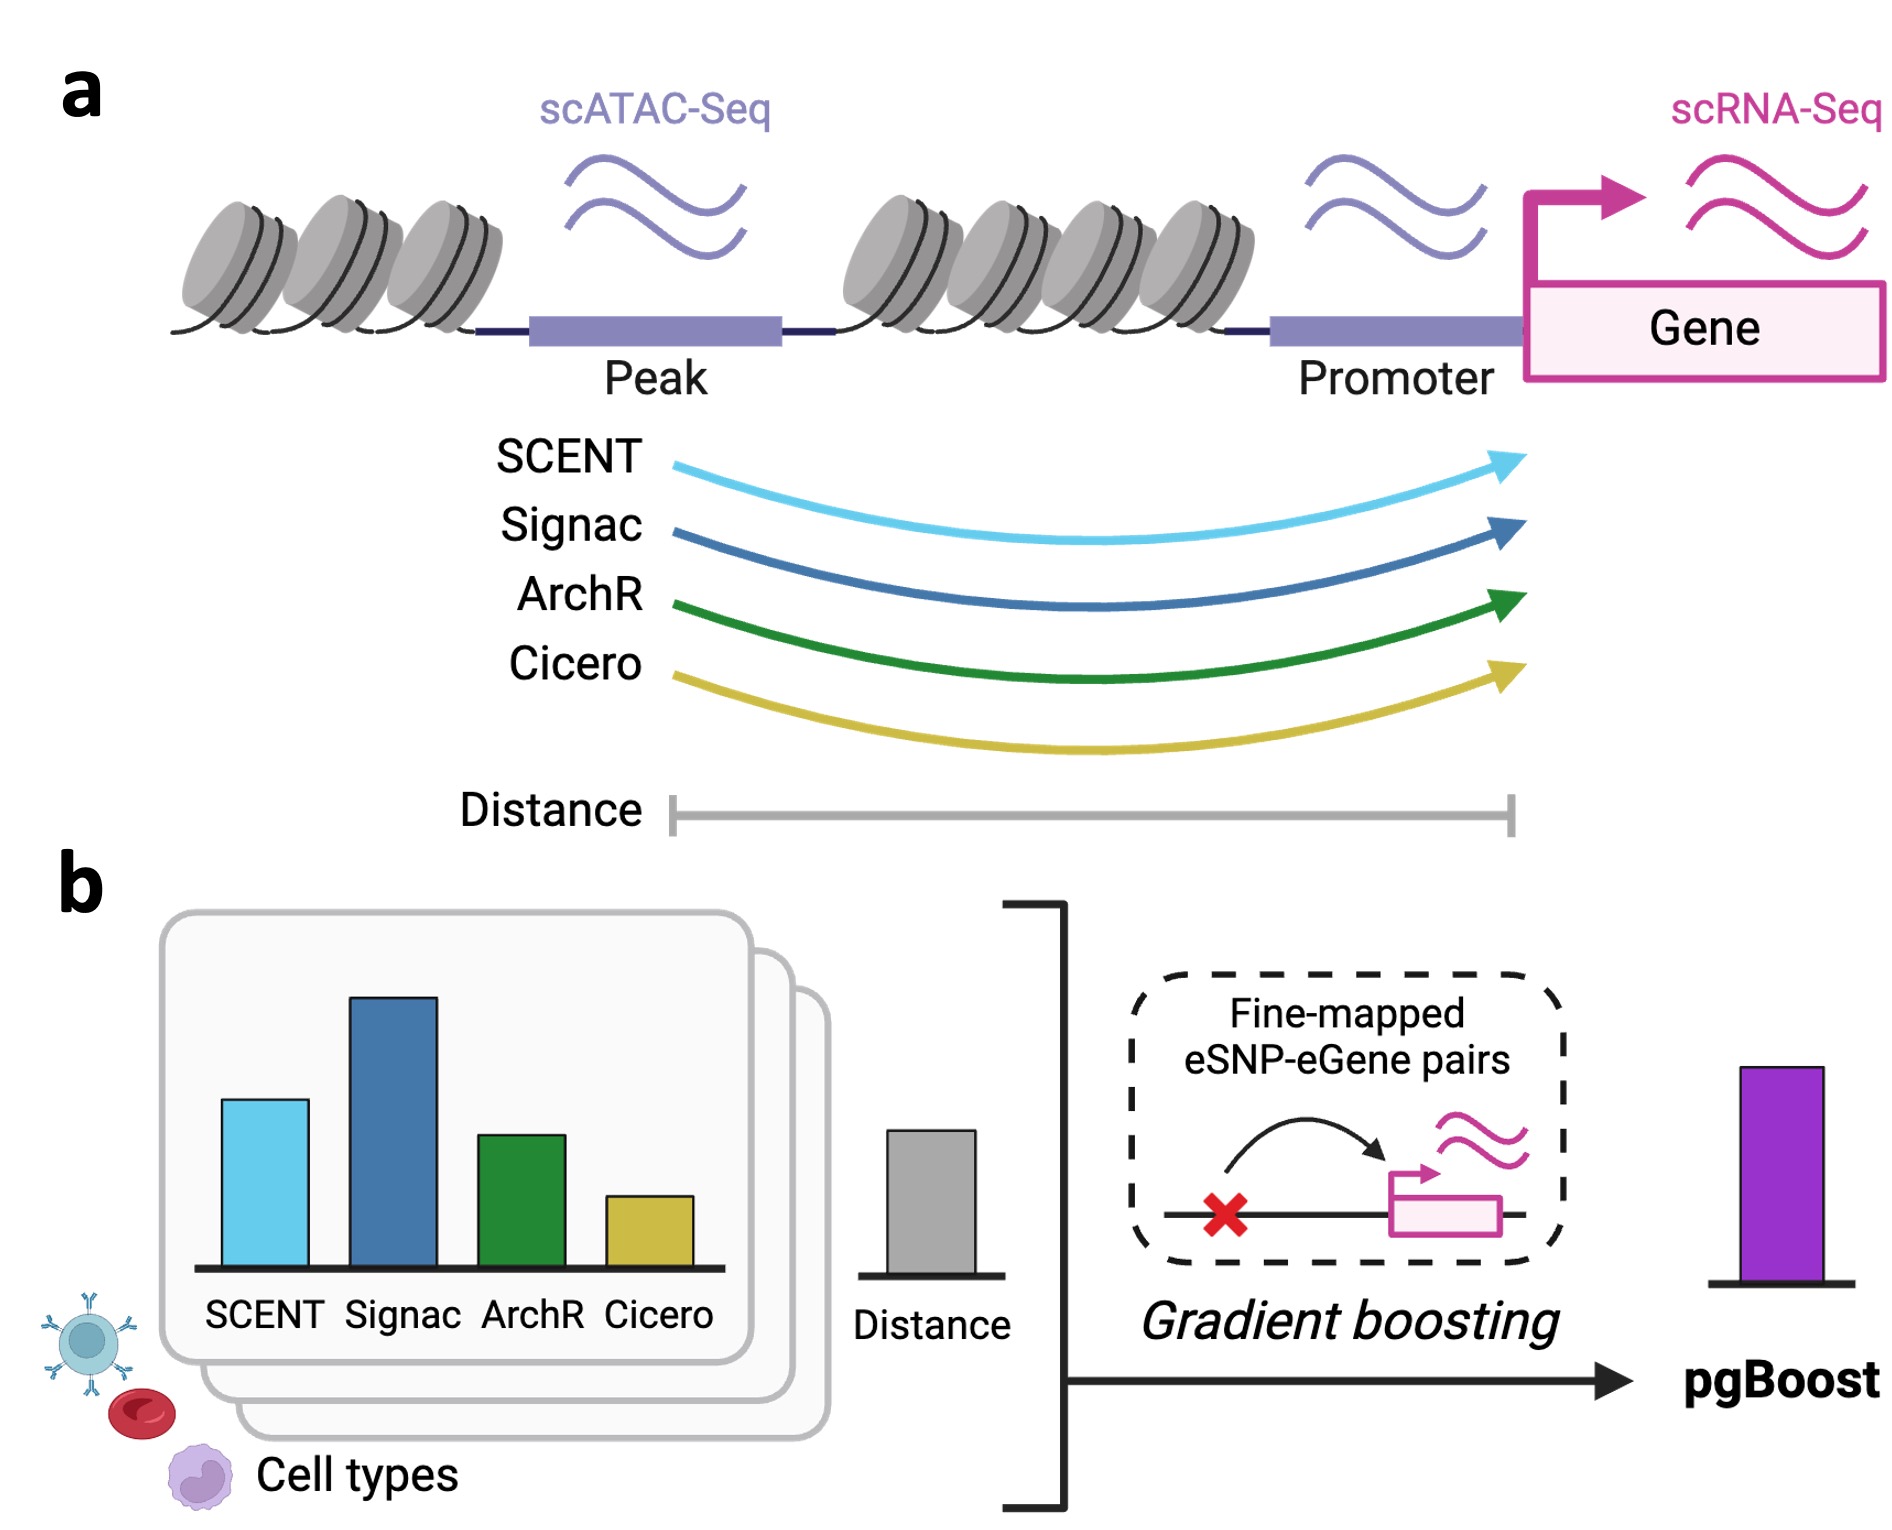 a
scATAC-Seq
scRNA-Seq
Gene
Peak
Promoter
SCENT
Signac
ArchR
Cicero
Distance
b
SCENT Signac ArchR Cicero
Cell types
Distance
Fine-mapped
eSNP-eGene pairs
Gradient boosting
pgBoost